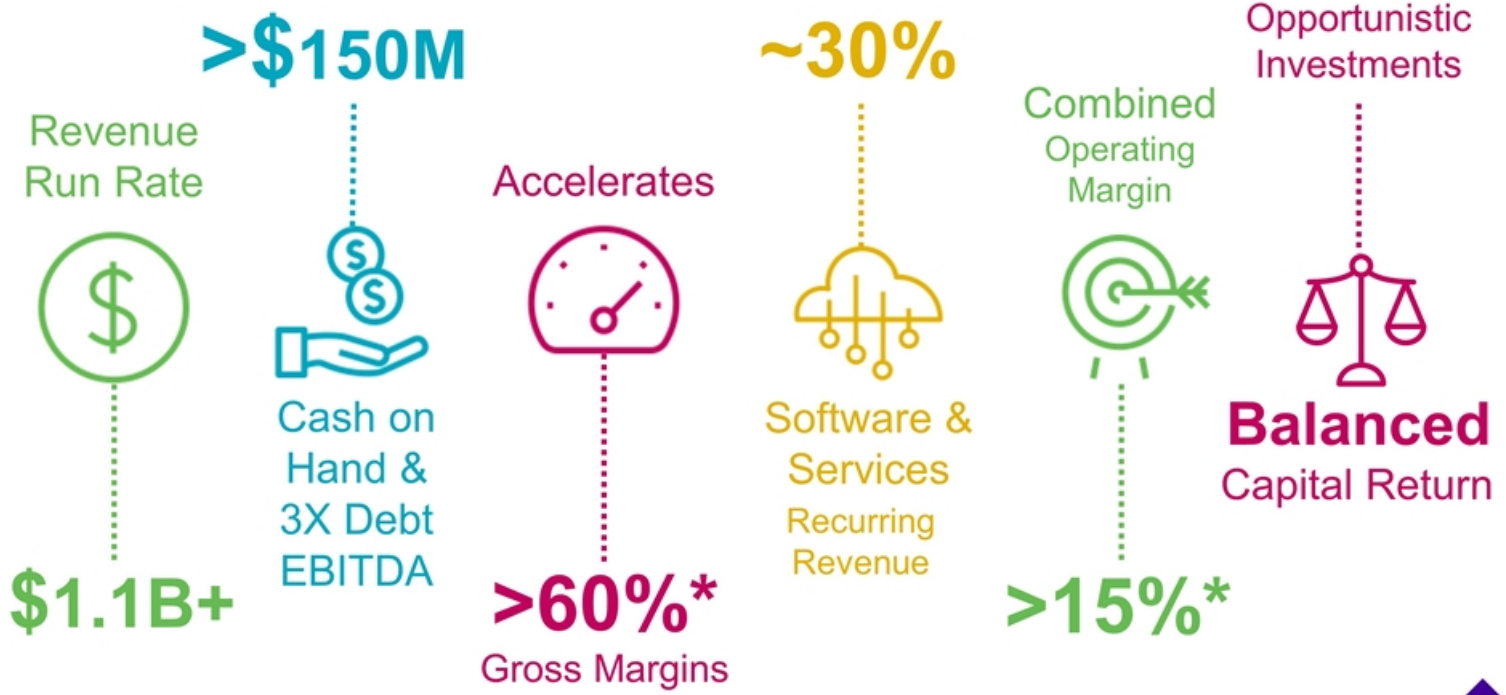 Revenue
Run Rate
$1.1B+
>$150M
$
$
Cash on
Hand &
3X Debt
EBITDA
Accelerates
>60%*
Gross Margins
~30%
Software &
Services
Recurring
Revenue
Combined
Operating
Margin
>15%*
Opportunistic
Investments
Balanced
Capital Return